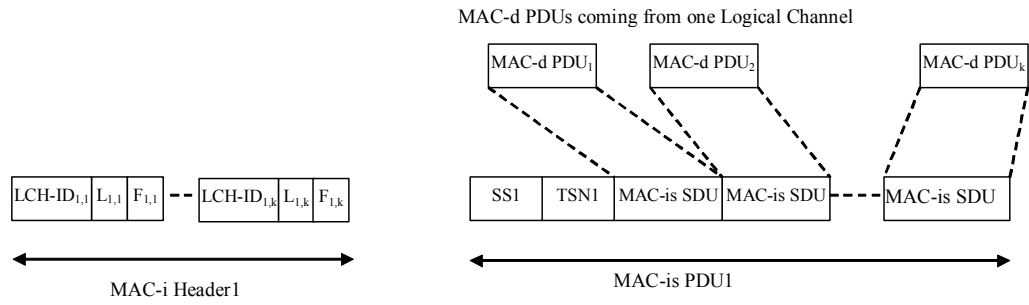 MAC-d PDUs coming from one Logical Channel
MAC-d PDU₁ MAC-d PDU₂ MAC-d PDUₖ
LCH-ID₁,₁ L₁,₁ F₁,₁ LCH-ID₁,ₖ L₁,ₖ F₁,ₖ SS1 TSN1 MAC-is SDU MAC-is SDU MAC-is SDU
MAC-i Header1 MAC-is PDU1